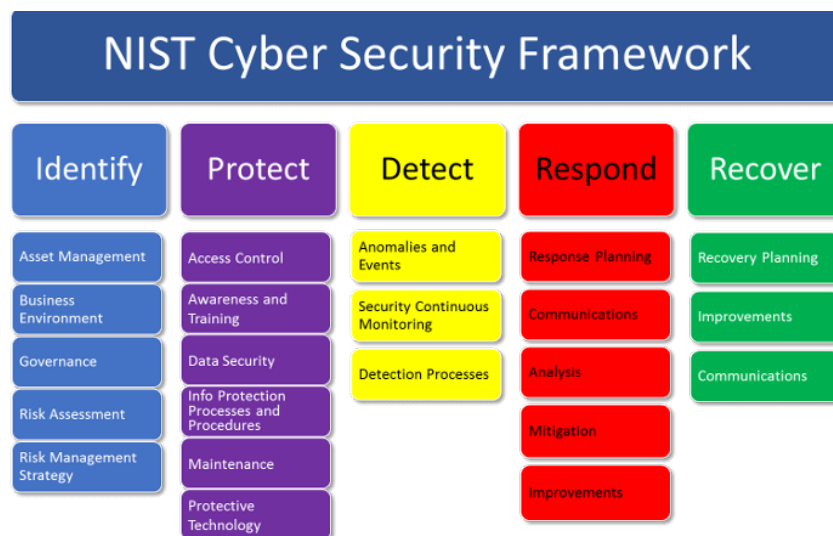 NIST Cyber Security Framework
Identify
Protect
Detect
Respond
Recover
Asset Management
Business
Environment
Governance
Risk Assessment
Risk Management
Strategy
Access Control
Awareness and
Training
Data Security
Info Protection
Processes and
Procedures
Maintenance
Protective
Technology
Anomalies and
Events
Security Continuous
Monitoring
Detection Processes
Response Planning
Communications
Analysis
Mitigation
Improvements
Recovery Planning
Improvements
Communications